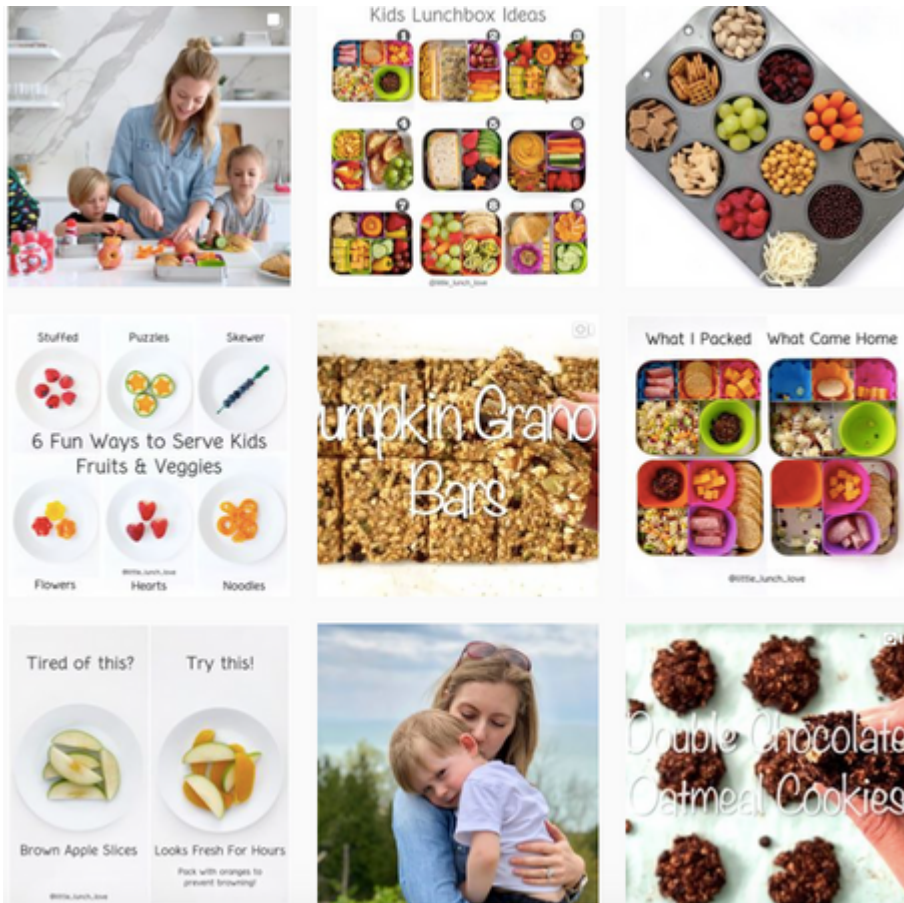 Kids Lunchbox Ideas
1
2
3
4
5
6
7
8
9
@little_lunch_love
Stuffed
Puzzles
Skewer
6 Fun Ways to Serve Kids
Fruits & Veggies
@little_lunch_love
Flowers
Hearts
Noodles
umpkin Grano
Bars
What I Packed
What Came Home
@little_lunch_love
Tired of this?
Try this!
Brown Apple Slices
Looks Fresh For Hours
Pack with oranges to
prevent browning!
@little_lunch_love
Double Chocolate
Oatmeal Cookies